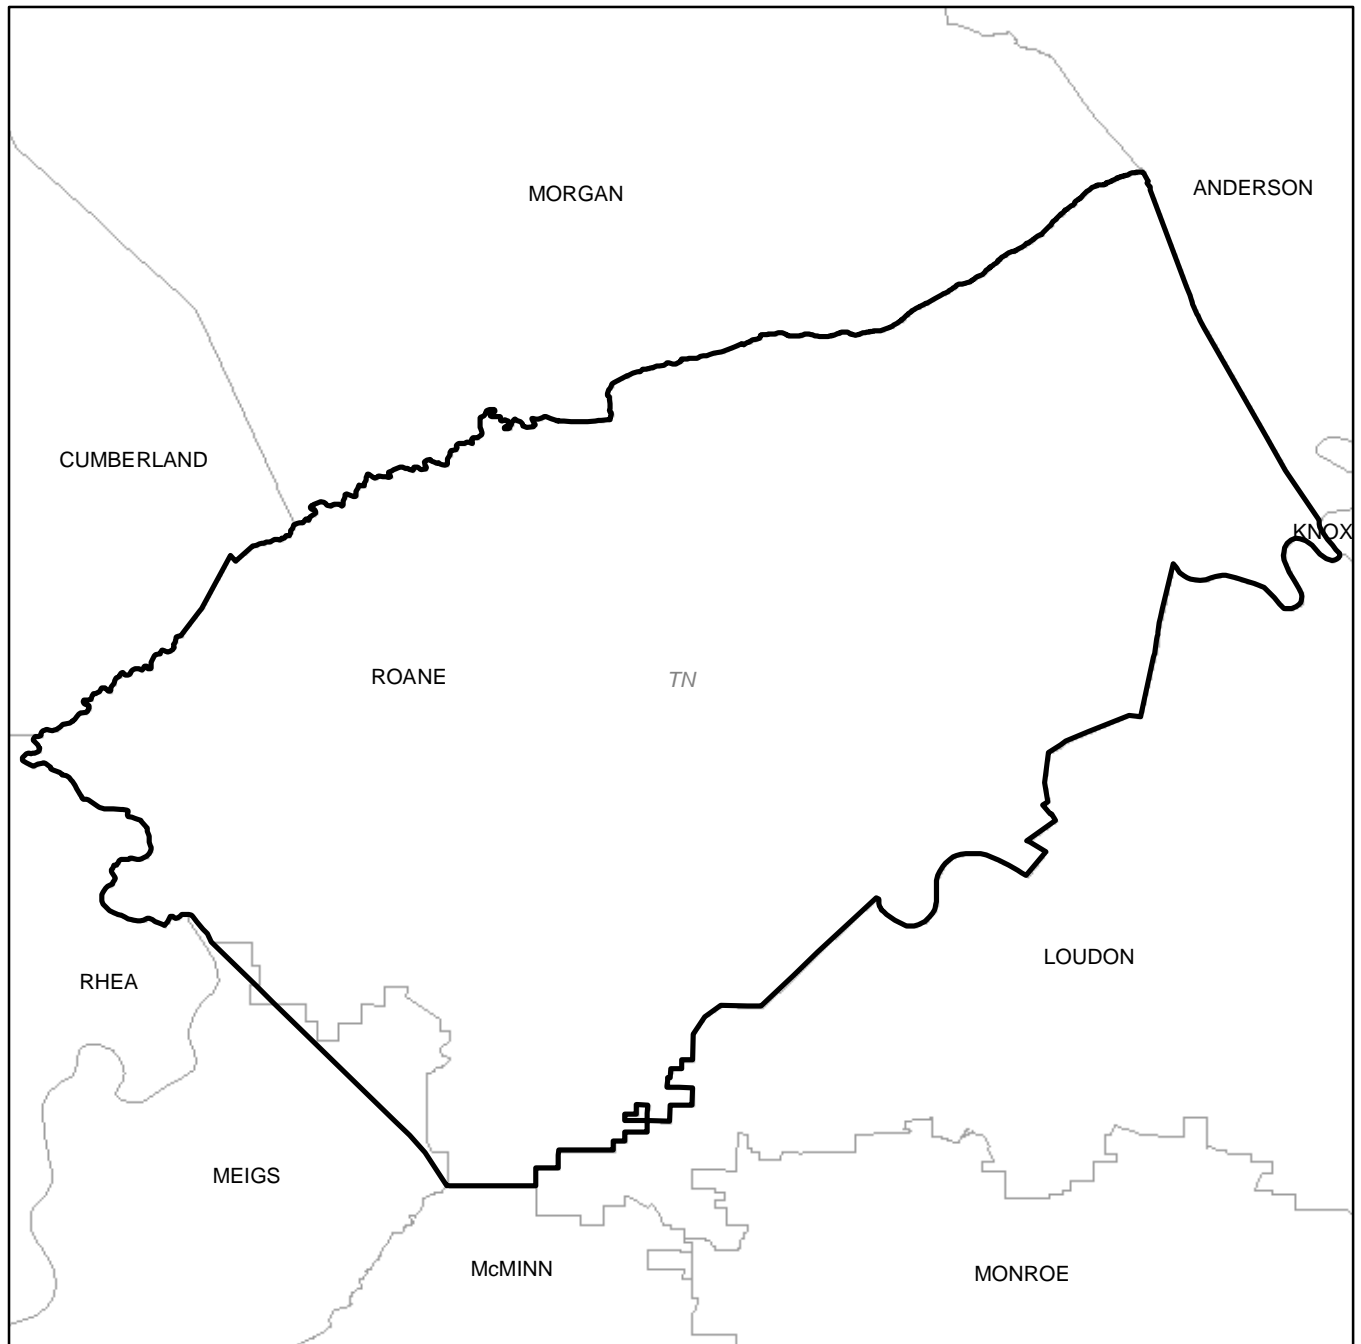 MORGAN
ANDERSON
CUMBERLAND
KNOX
ROANE
TN
LOUDON
RHEA
MEIGS
McMINN
MONROE